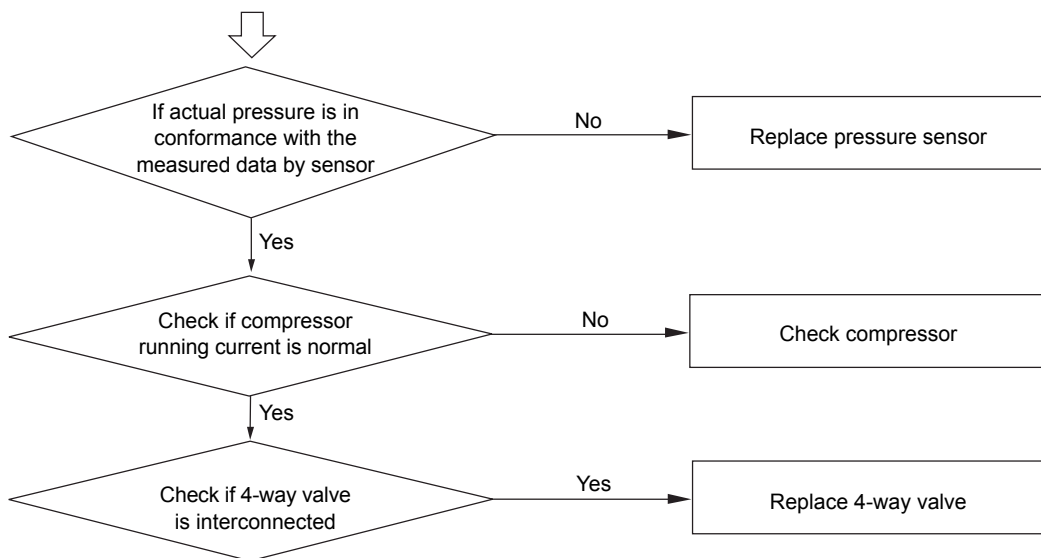 If actual pressure is in
conformance with the
measured data by sensor
No
Replace pressure sensor
Yes
Check if compressor
running current is normal
No
Check compressor
Yes
Check if 4-way valve
is interconnected
Yes
Replace 4-way valve